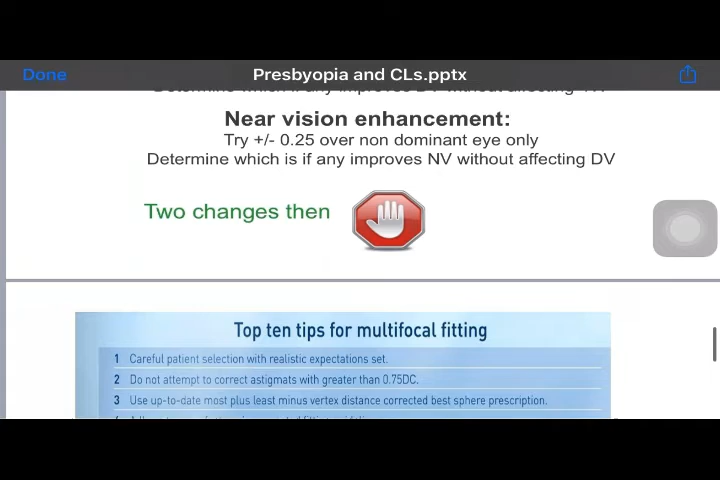 Done
Presbyopia and CLs.pptx
Near vision enhancement:
Try +/- 0.25 over non dominant eye only
Determine which is if any improves NV without affecting DV
Two changes then
Top ten tips for multifocal fitting
1 Careful patient selection with realistic expectations set.
2 Do not attempt to correct astigmats with greater than 0.75DC.
3 Use up-to-date most plus least minus vertex distance corrected best sphere prescription.